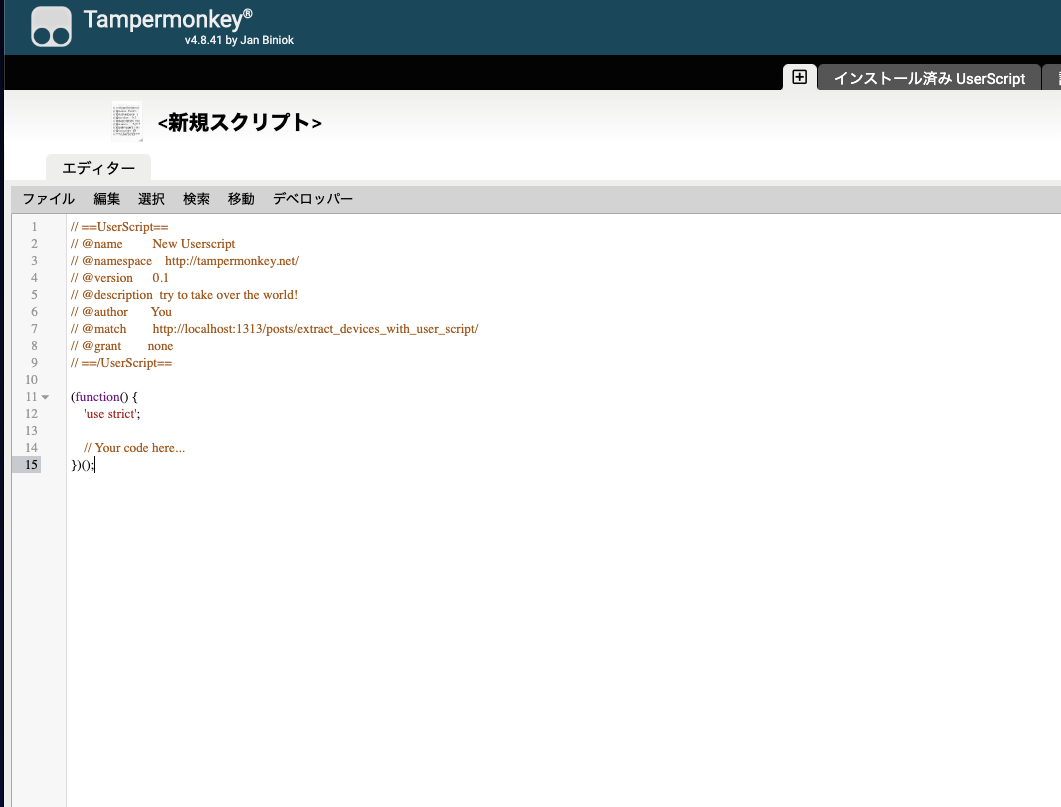 Tampermonkey®
v4.8.41 by Jan Biniok
インストール済み UserScript
<新規スクリプト>
エディター
ファイル 編集 選択 検索 移動 デベロッパー
1 // ==UserScript==
2 // @name New Userscript
3 // @namespace http://tampermonkey.net/
4 // @version 0.1
5 // @description try to take over the world!
6 // @author You
7 // @match http://localhost:1313/posts/extract_devices_with_user_script/
8 // @grant none
9 // ==/UserScript==
10
11 (function() {
12 'use strict';
13
14 // Your code here...
15 })();